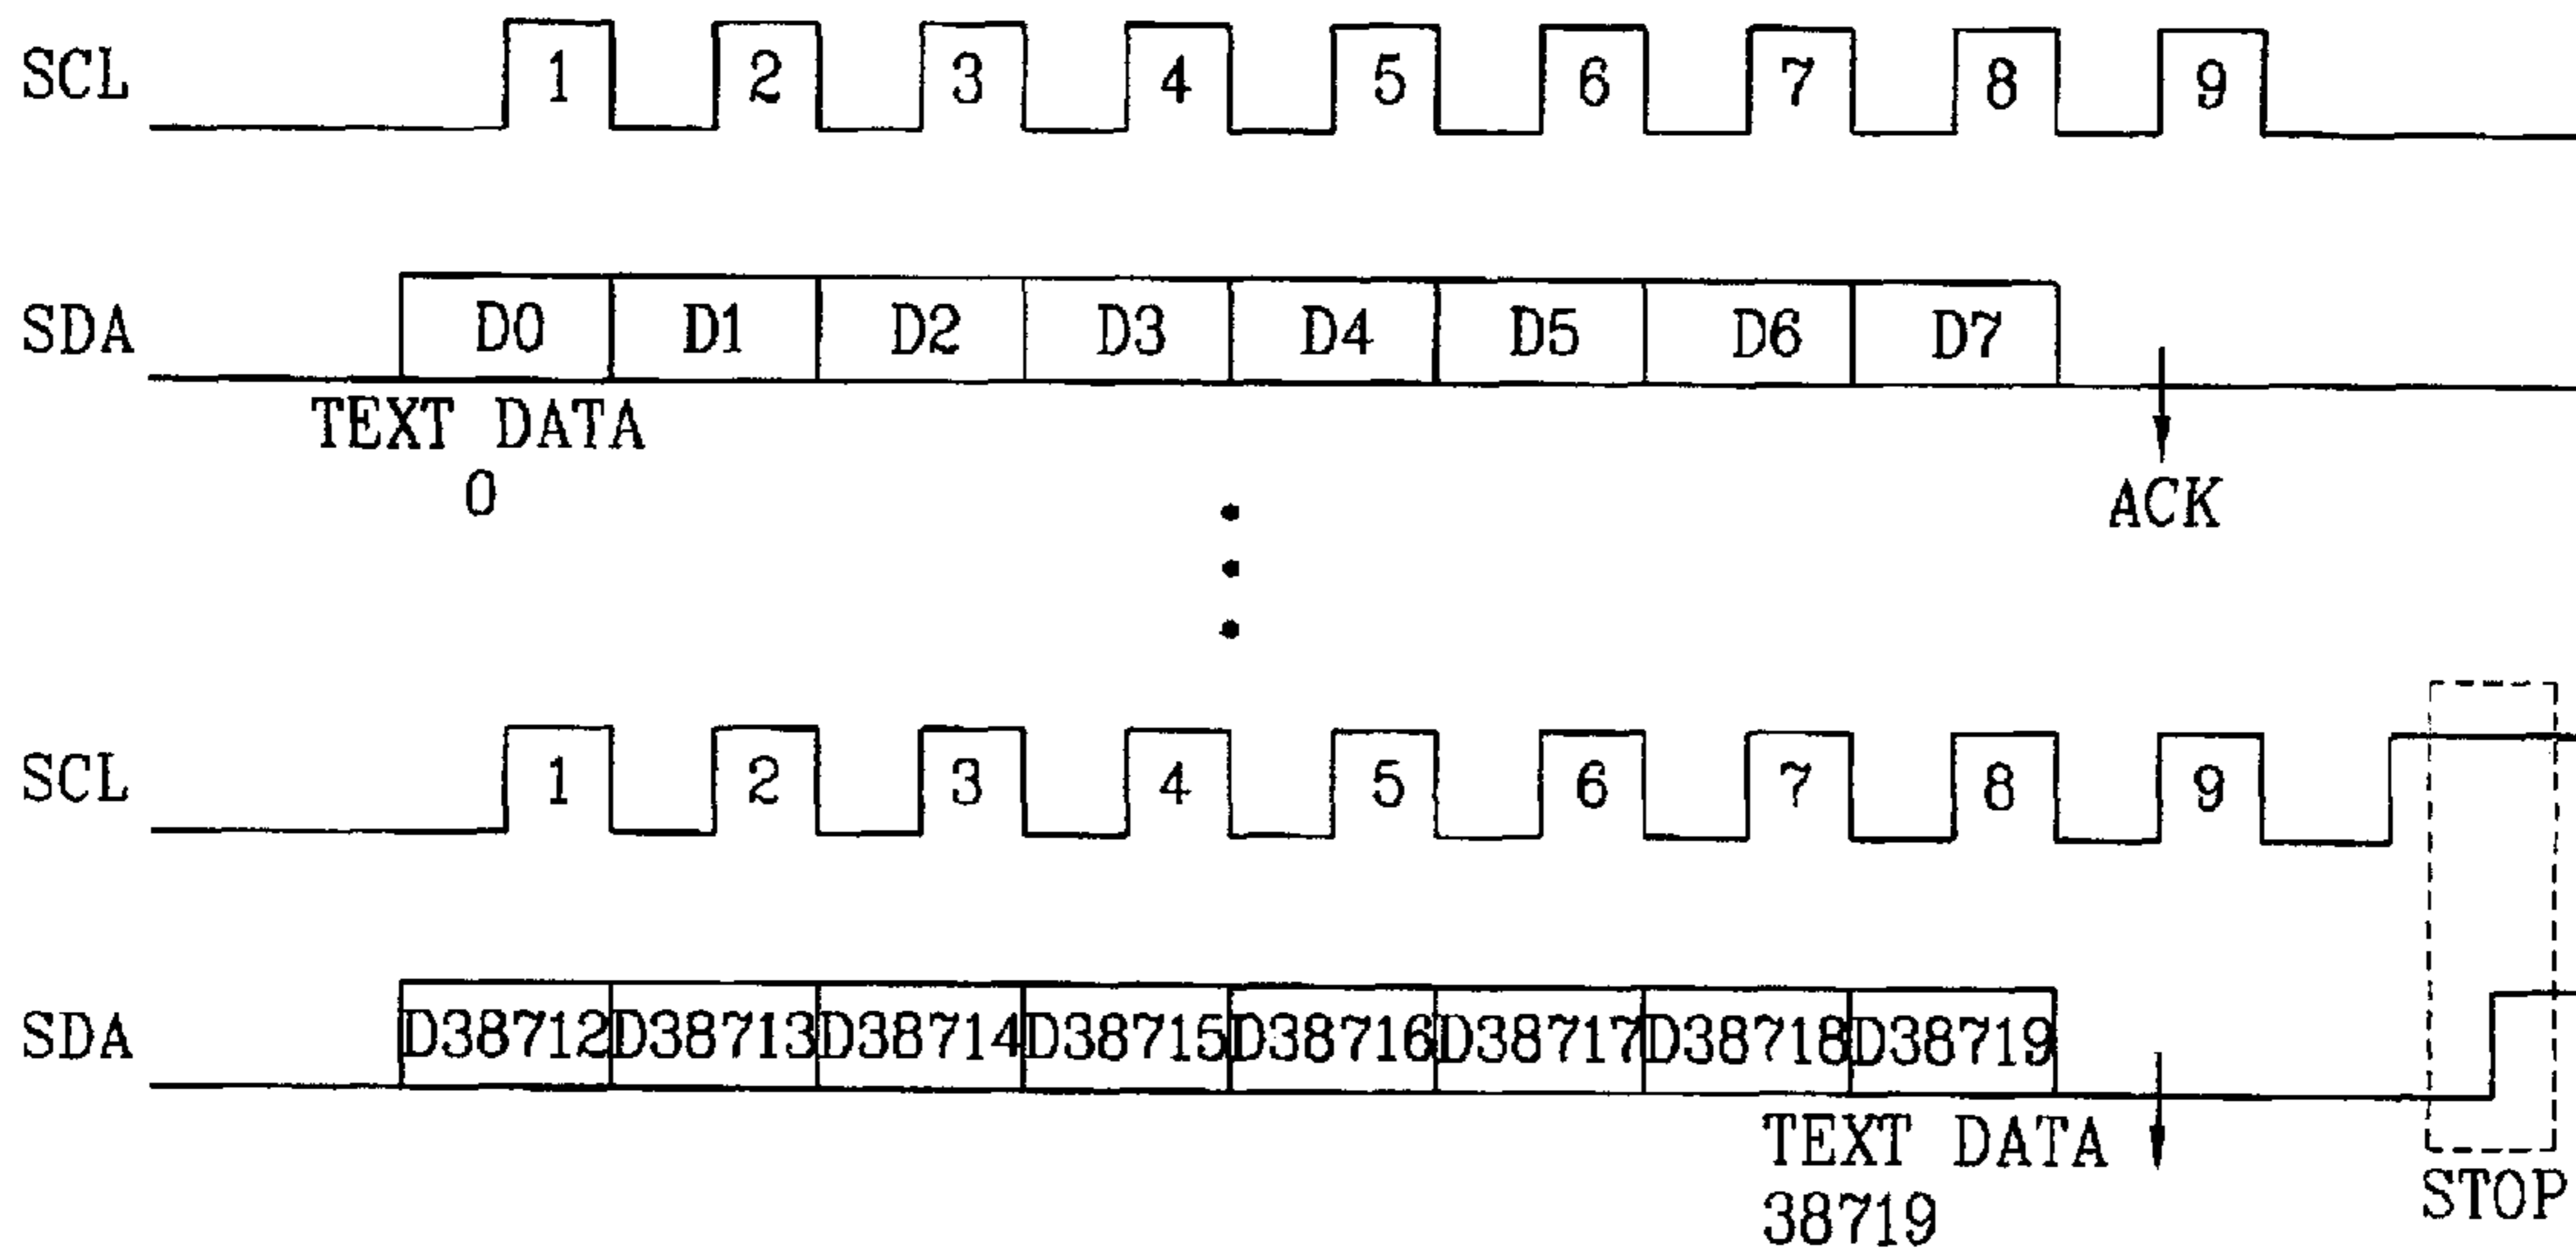 SCL 1 2 3 4 5 6 7 8 9
SDA D0 D1 D2 D3 D4 D5 D6 D7
TEXT DATA
0
ACK
SCL 1 2 3 4 5 6 7 8 9
SDA D38712 D38713 D38714 D38715 D38716 D38717 D38718 D38719
TEXT DATA
38719
STOP